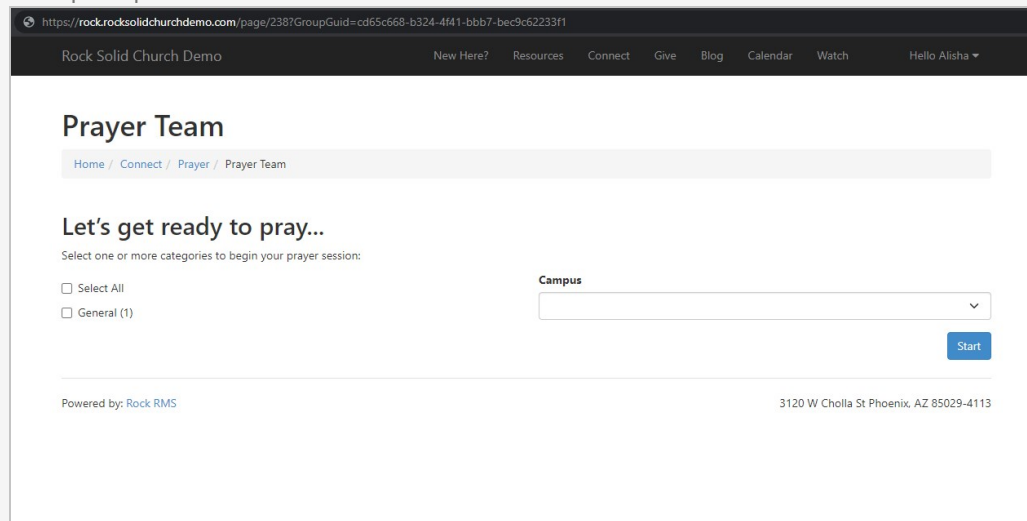 https://rock.rocksolidchurchdemo.com/page/238?GroupGuid=cd65c668-b324-4f41-bbb7-bec9c62233f1
Rock Solid Church Demo New Here? Resources Connect Give Blog Calendar Watch Hello Alisha
Prayer Team
Home / Connect / Prayer / Prayer Team
Let's get ready to pray...
Select one or more categories to begin your prayer session:
Campus
Select All
General (1)
Start
Powered by: Rock RMS 3120 W Cholla St Phoenix, AZ 85029-4113